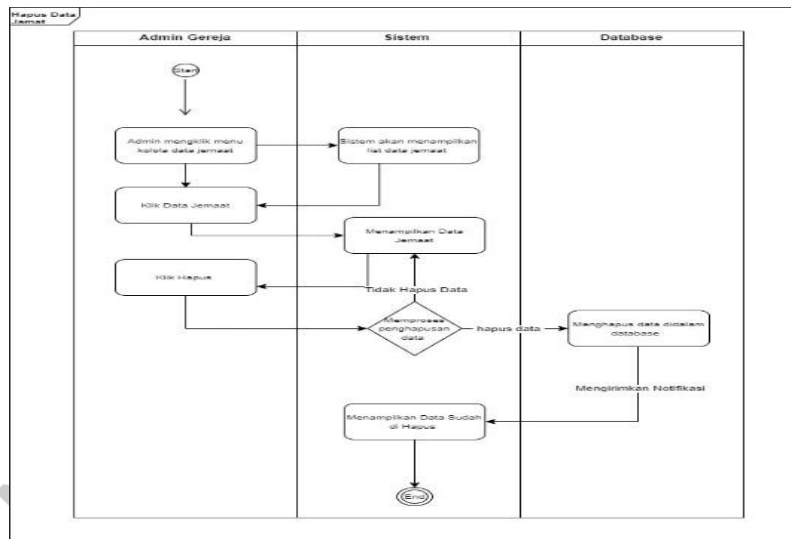 Hapus Data
Jamat
Admin Gereja
Sistem
Database
Start
Admin mengklik menu
kelola data jemaat
Sistem akan menampilkan
list data jemaat
Klik Data Jemaat
Menampilkan Data
Jemaat
Klik Hapus
Tidak Hapus Data
Memproses
penghapusan
data
hapus data
Menghapus data didalam
database
Mengirimkan Notifikasi
Menampilkan Data Sudah
di Hapus
End